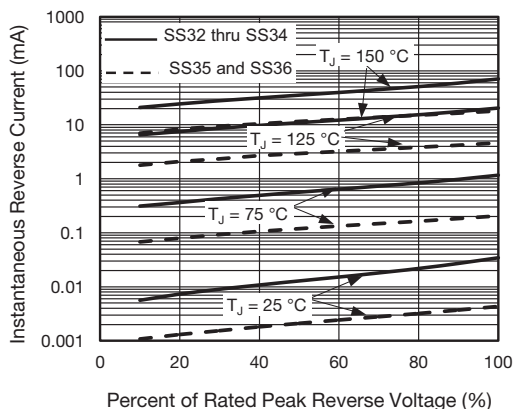 Instantaneous Reverse Current (mA)
1000
100
10
1
0.1
0.01
0.001
SS32 thru SS34
SS35 and SS36
TJ = 150 °C
TJ = 125 °C
TJ = 75 °C
TJ = 25 °C
0
20
40
60
80
100
Percent of Rated Peak Reverse Voltage (%)